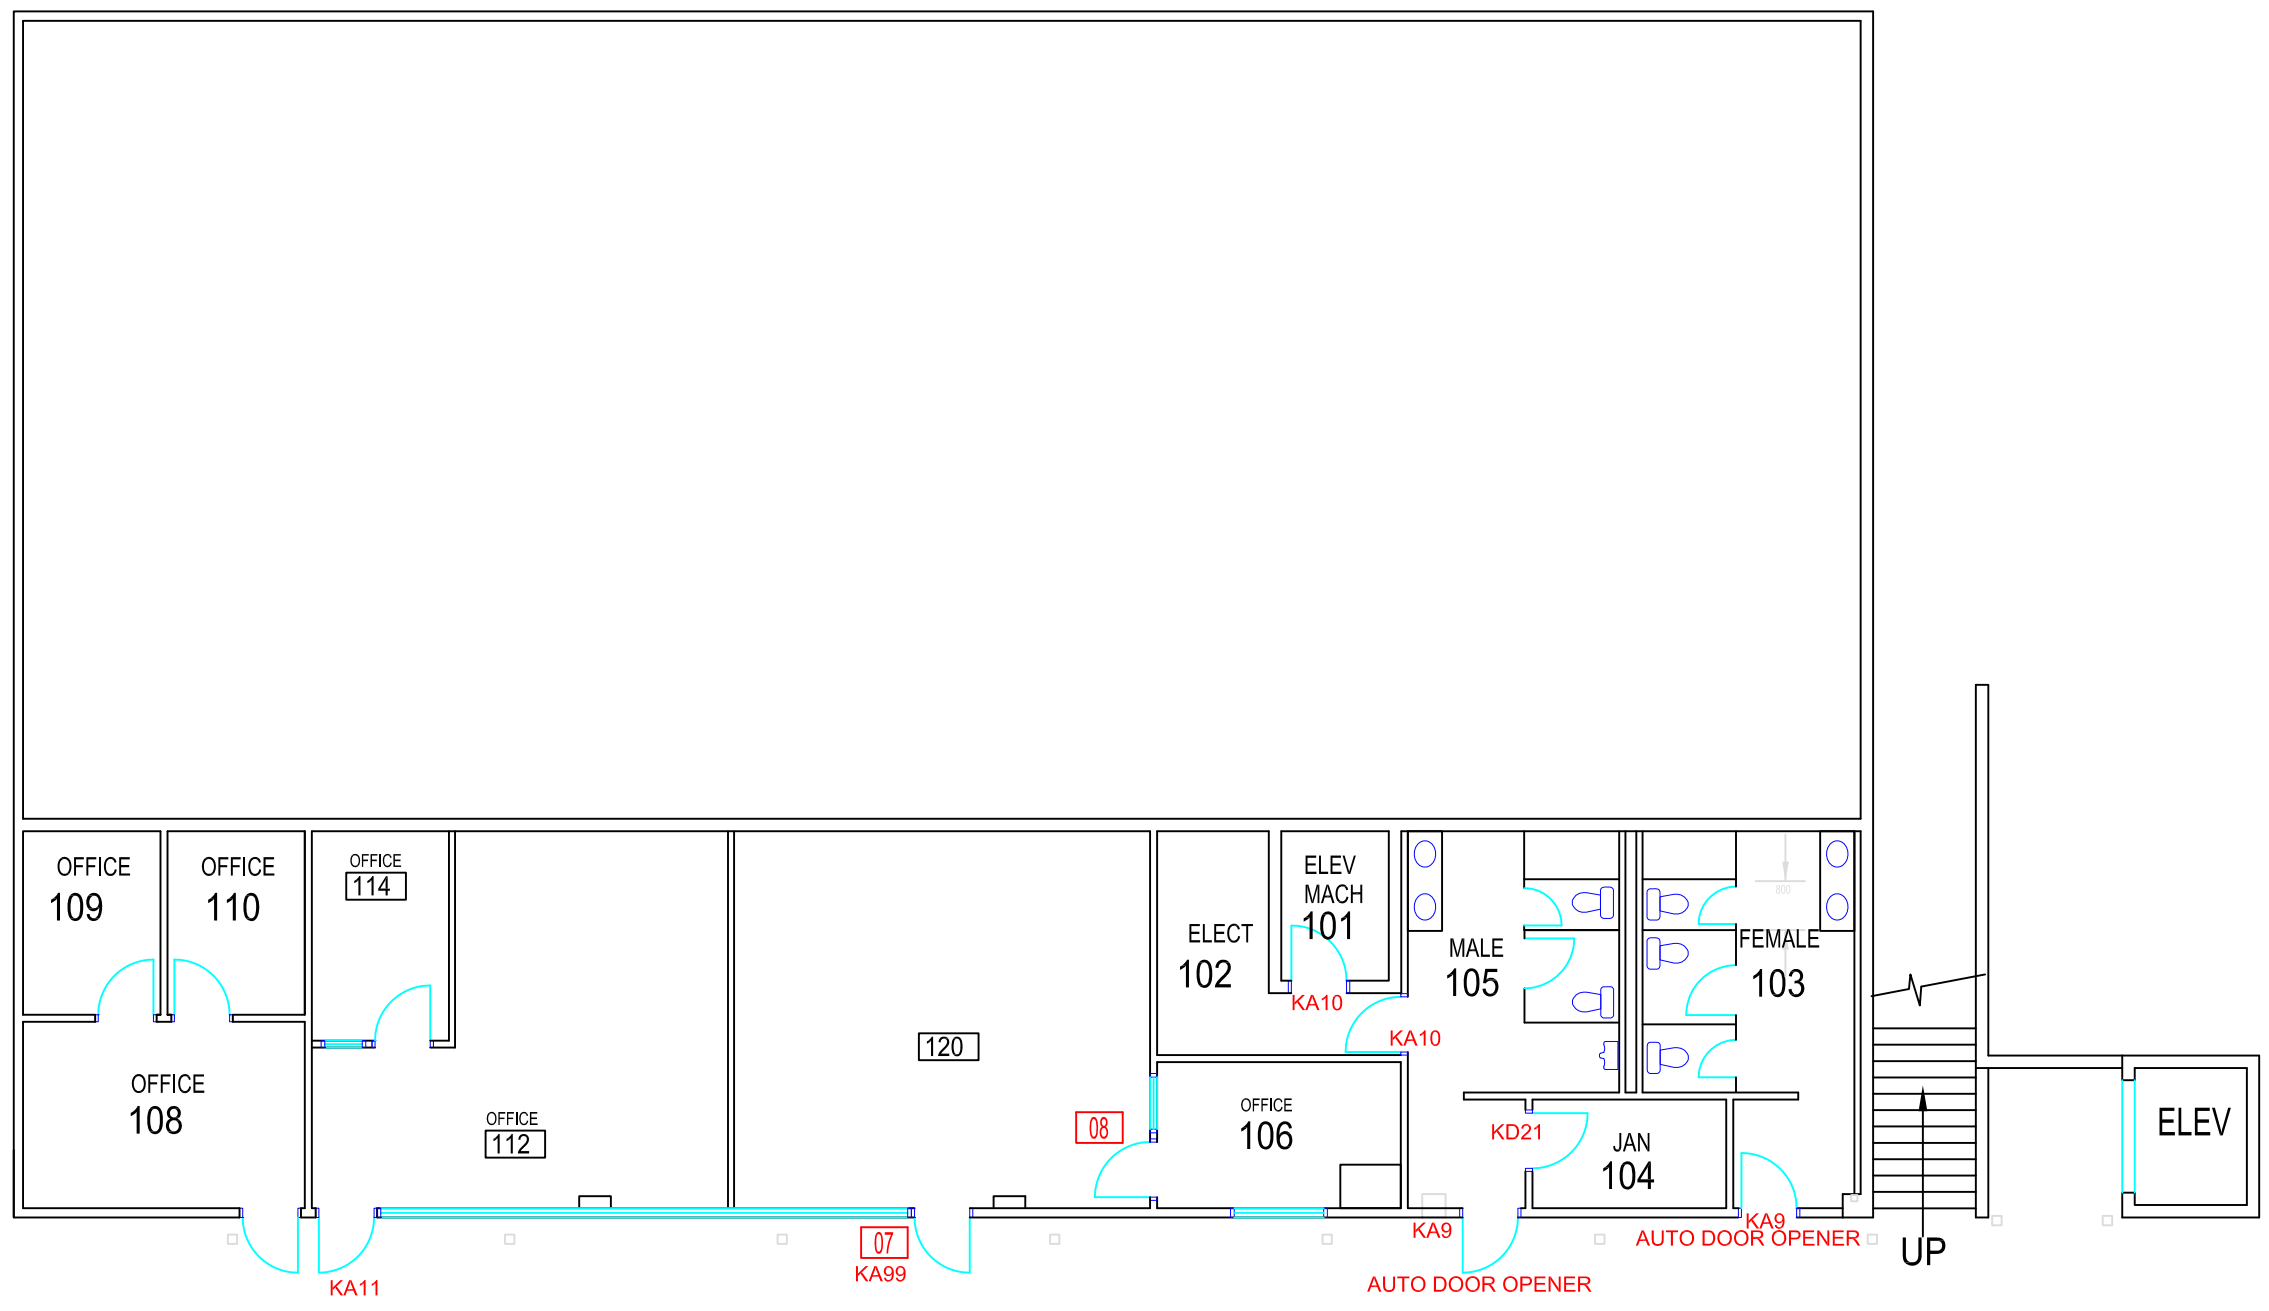 OFFICE
109
OFFICE
110
OFFICE
114
ELEV
MACH
101
ELECT
102
MALE
105
800
FEMALE
103
KA10
KA10
120
OFFICE
108
OFFICE
112
08
OFFICE
106
KD21
JAN
104
ELEV
07
KA99
KA11
KA9
AUTO DOOR OPENER
KA9
AUTO DOOR OPENER
UP